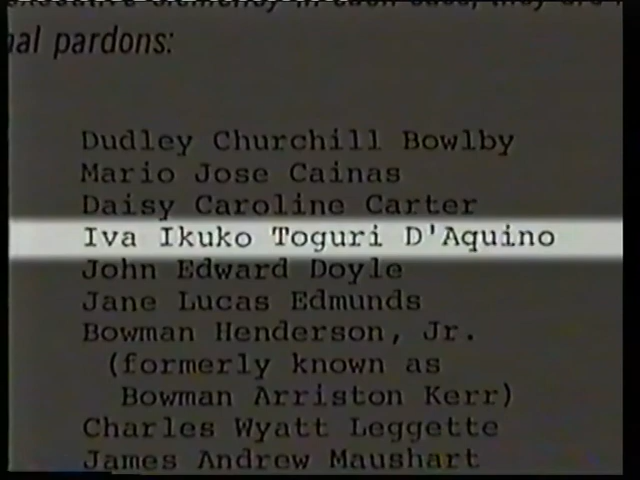 nal pardons:
Dudley Churchill Bowlby
Mario Jose Cainas
Daisy Caroline Carter
Iva Ikuko Toguri D'Aquino
John Edward Doyle
Jane Lucas Edmunds
Bowman Henderson, Jr.
(formerly known as
Bowman Arriston Kerr)
Charles Wyatt Leggette
James Andrew Maushart